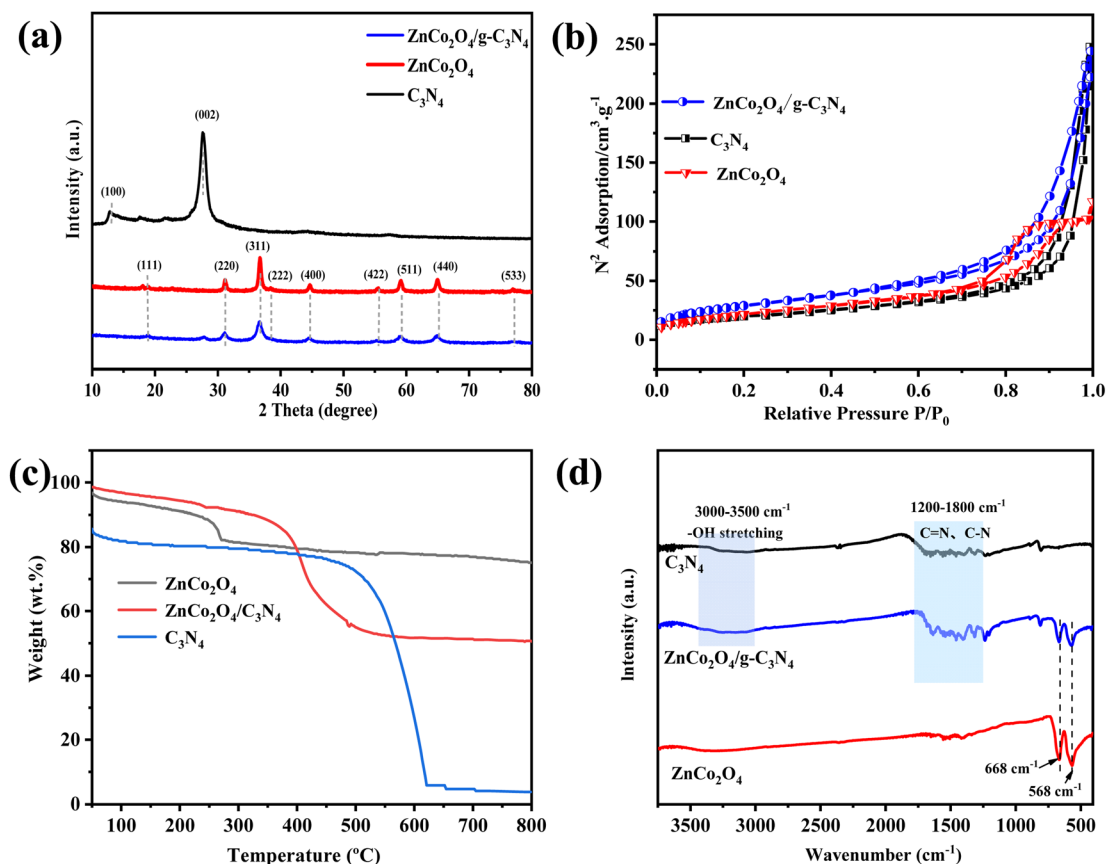 (a)
ZnCo₂O₄/g-C₃N₄
ZnCo₂O₄
C₃N₄
(002)
(100)
(311)
(111)
(220)
(222)
(400)
(422)
(511)
(440)
(533)
Intensity (a.u.)
10 20 30 40 50 60 70 80
2 Theta (degree)
(b)
250
200
150
100
50
0
ZnCo₂O₄/g-C₃N₄
C₃N₄
ZnCo₂O₄
N² Adsorption/cm³.g⁻¹
0.0 0.2 0.4 0.6 0.8 1.0
Relative Pressure P/P₀
(c)
100
80
60
40
20
0
ZnCo₂O₄
ZnCo₂O₄/C₃N₄
C₃N₄
Weight (wt.%)
100 200 300 400 500 600 700 800
Temperature (ºC)
(d)
3000-3500 cm⁻¹
-OH stretching
1200-1800 cm⁻¹
C=N、C-N
C₃N₄
ZnCo₂O₄/g-C₃N₄
ZnCo₂O₄
668 cm⁻¹
568 cm⁻¹
Intensity (a.u.)
3500 3000 2500 2000 1500 1000 500
Wavenumber (cm⁻¹)